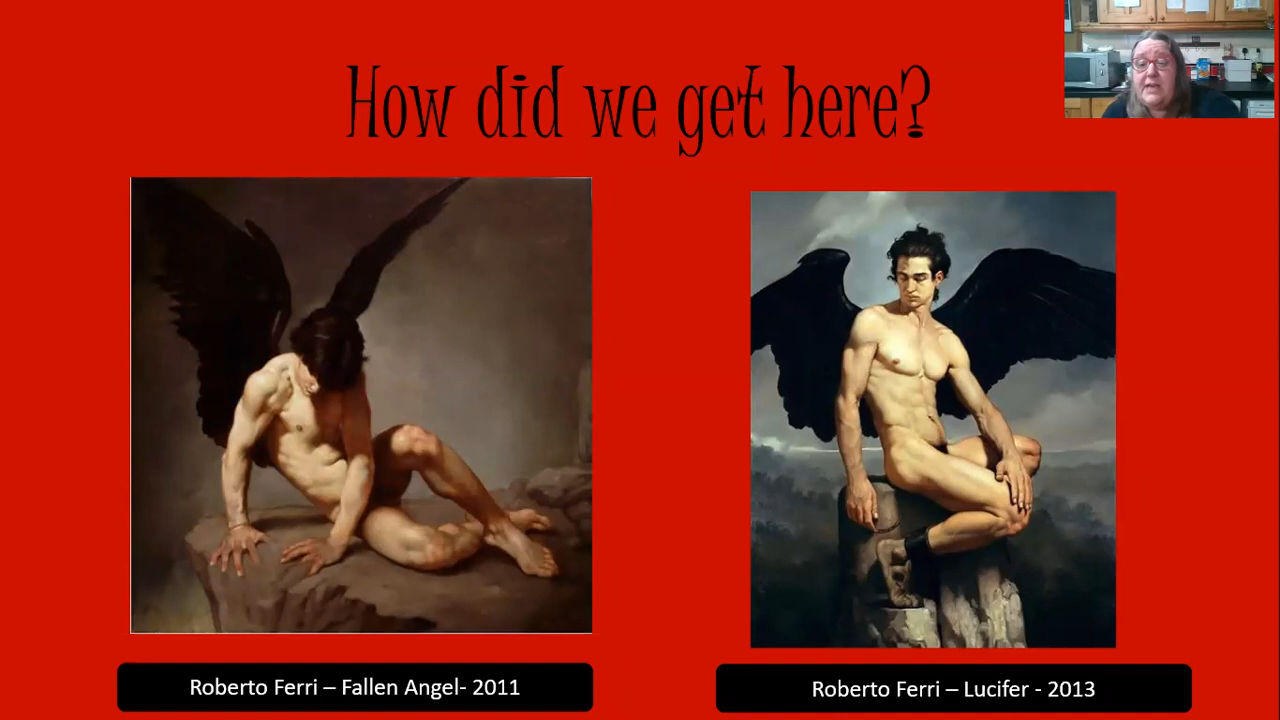 How did we get here?
Roberto Ferri – Fallen Angel- 2011
Roberto Ferri – Lucifer - 2013